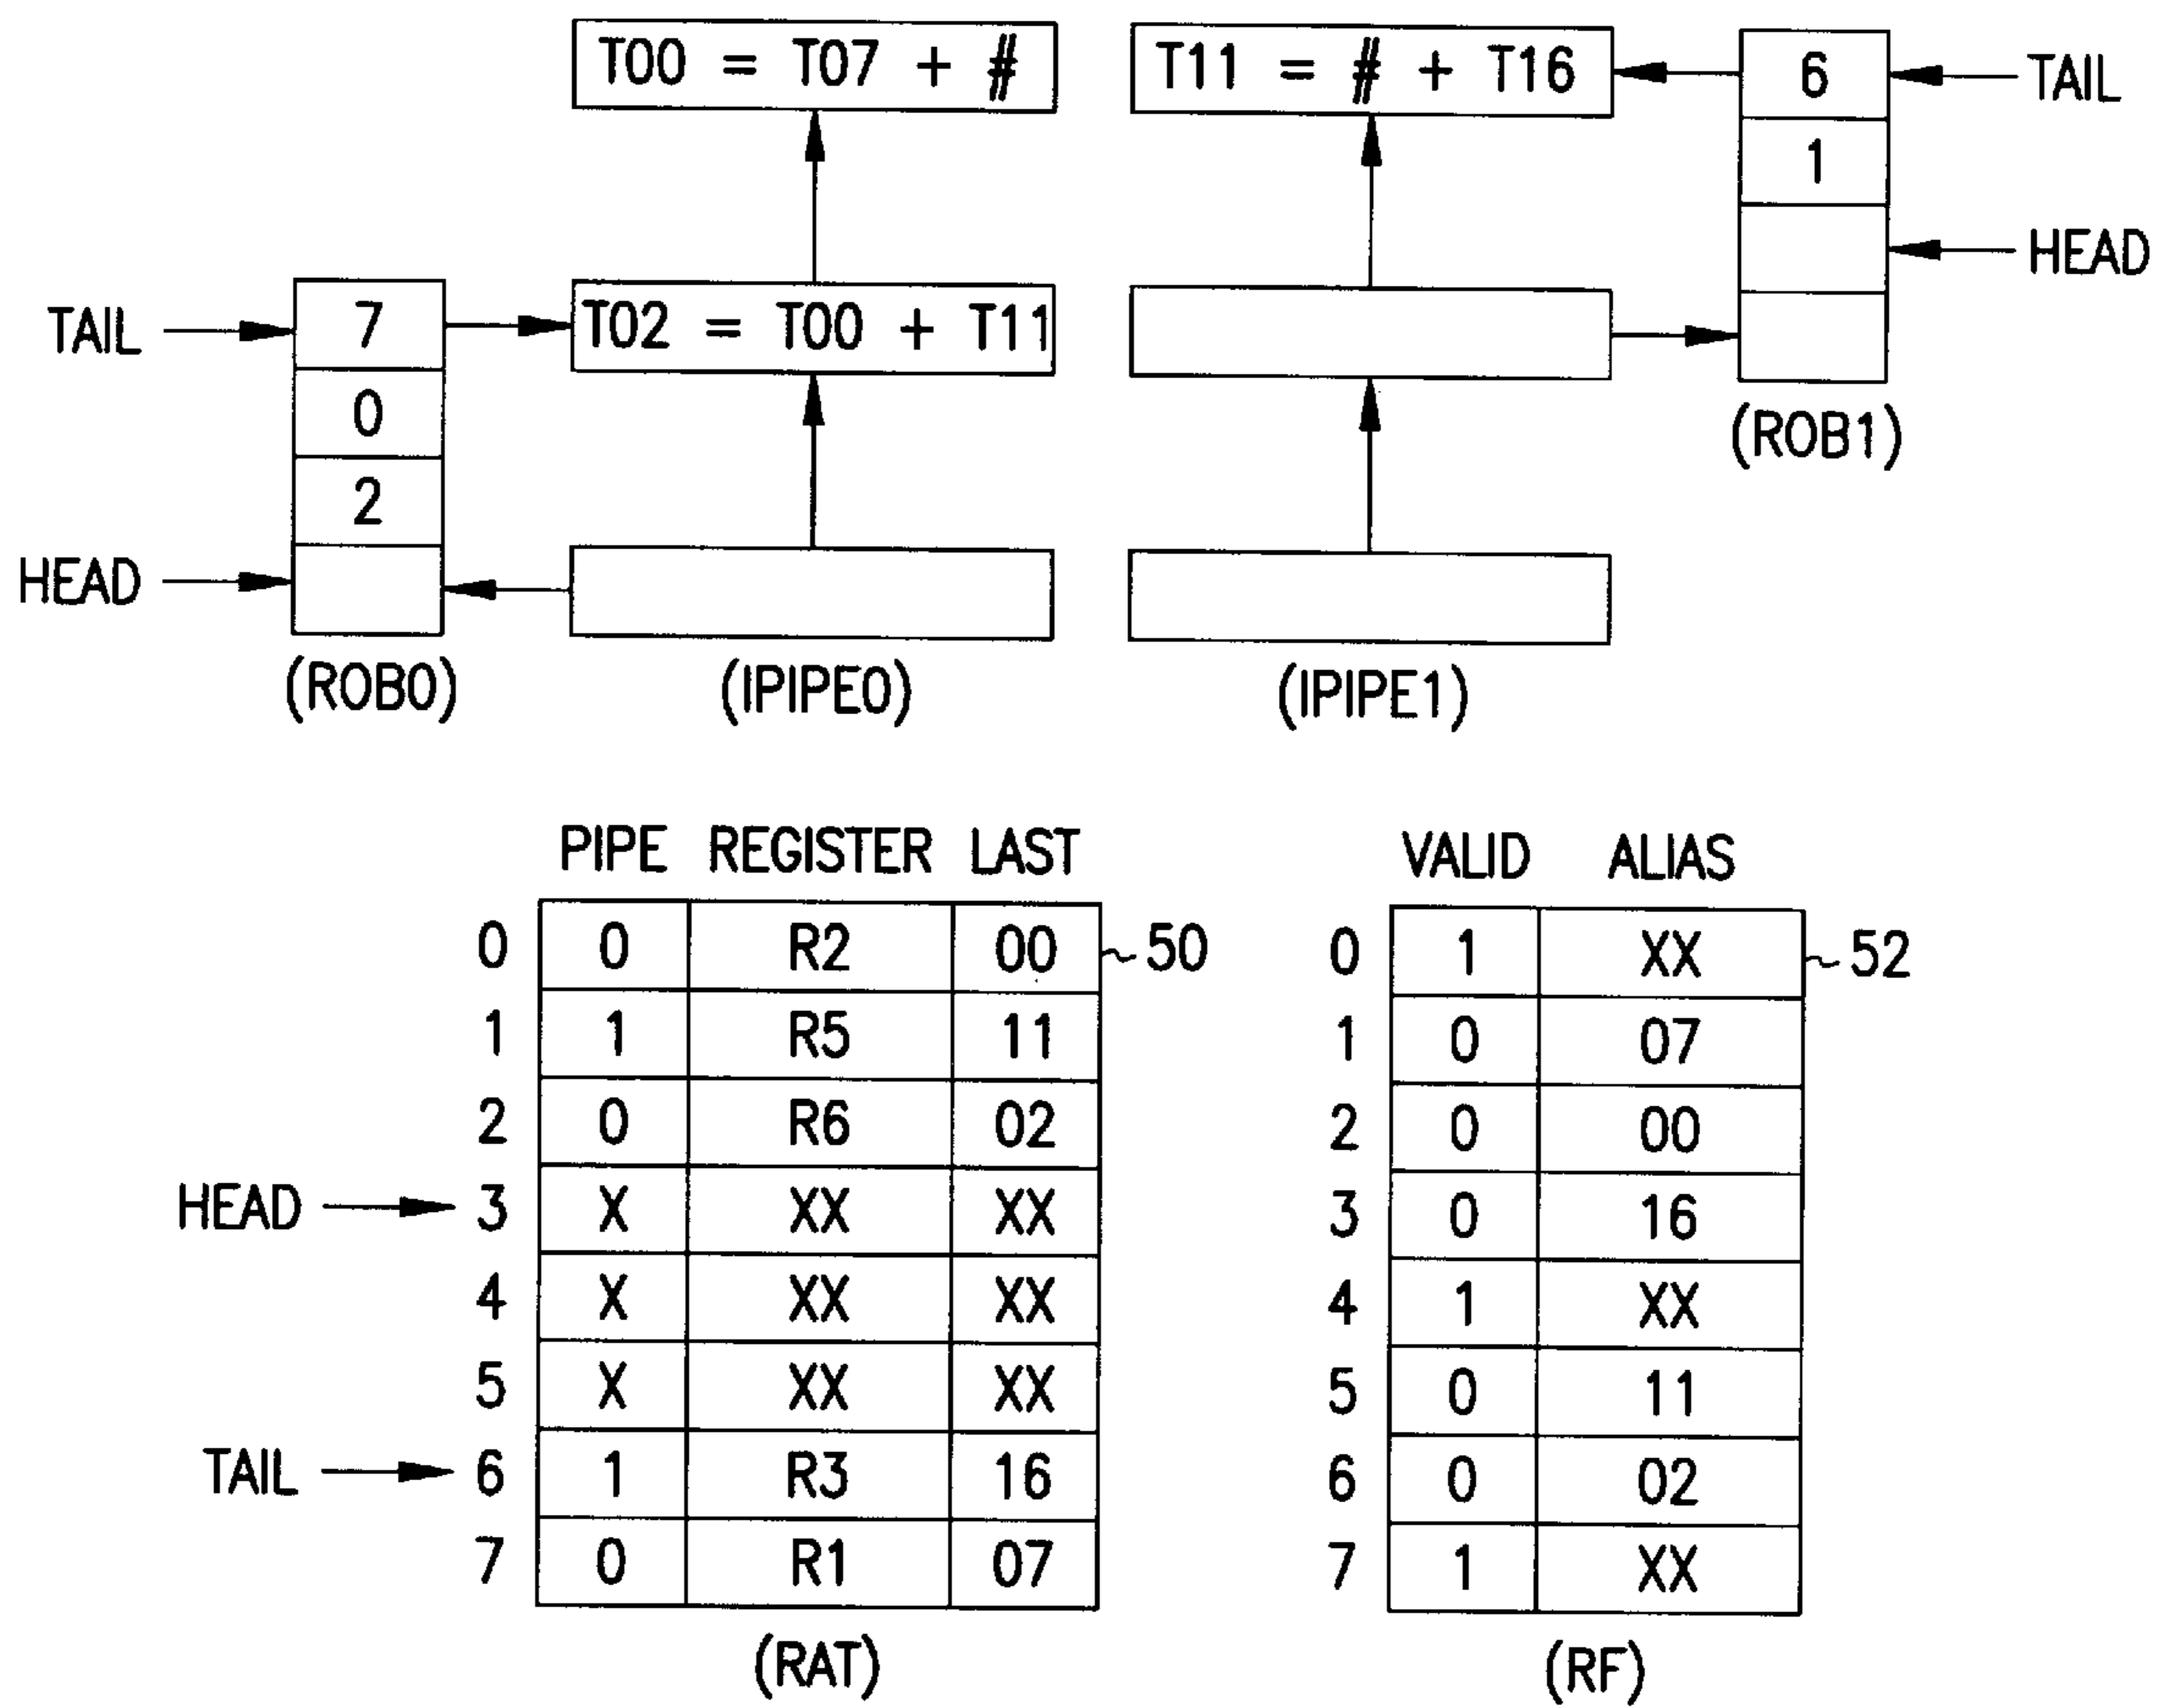 T00 = T07 + #
T11 = # + T16
6
TAIL
1
HEAD
TAIL
7
T02 = T00 + T11
0
(ROB1)
2
HEAD
(ROB0)
(IPIPE0)
(IPIPE1)
PIPE REGISTER LAST
0 0 R2 00 50
1 1 R5 11
2 0 R6 02
HEAD 3 X XX XX
4 X XX XX
5 X XX XX
TAIL 6 1 R3 16
7 0 R1 07
(RAT)
VALID ALIAS
0 1 XX 52
1 0 07
2 0 00
3 0 16
4 1 XX
5 0 11
6 0 02
7 1 XX
(RF)